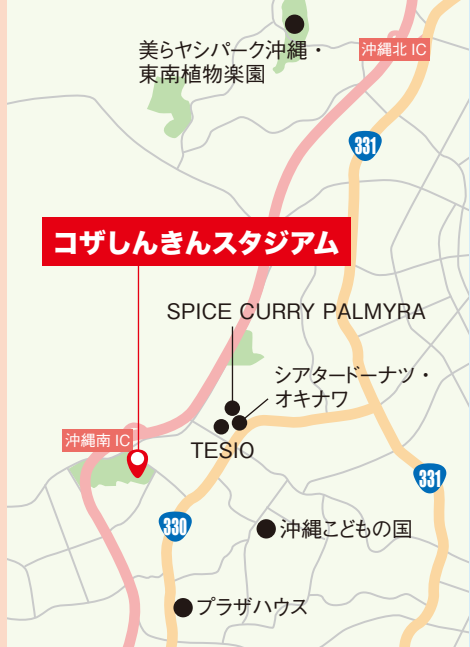 美らヤシパーク沖縄・
東南植物楽園
沖縄北 IC
331
コザしんきんスタジアム
SPICE CURRY PALMYRA
シアタードーナツ・
オキナワ
沖縄南 IC
TESIO
331
330
沖縄こどもの国
プラザハウス